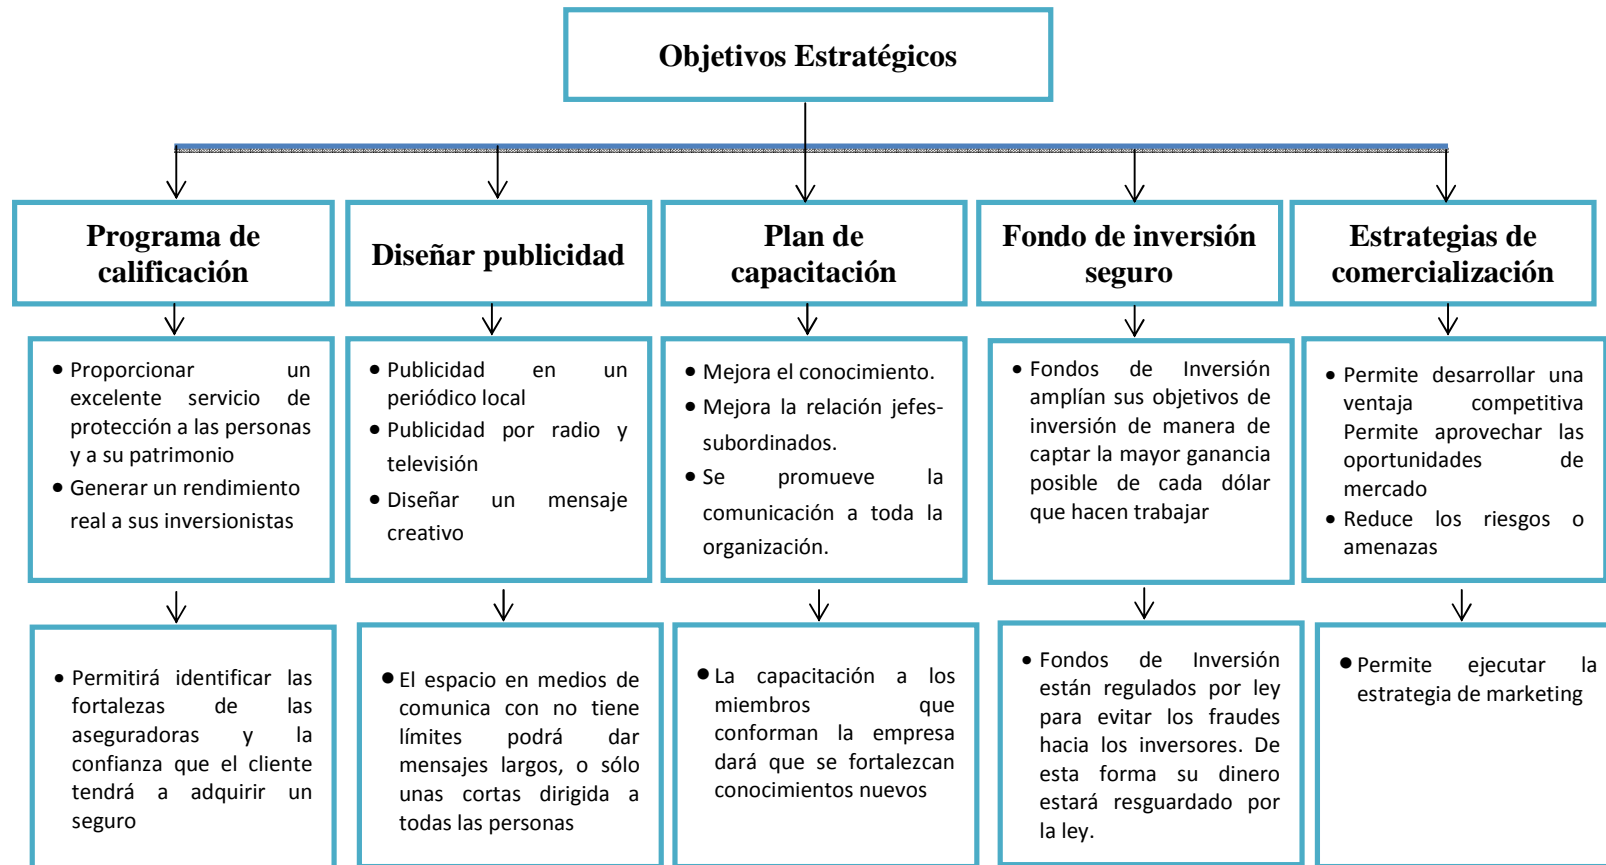 Objetivos Estratégicos
Programa de
calificación
Diseñar publicidad
Plan de
capacitación
Fondo de inversión
seguro
Estrategias de
comercialización
• Proporcionar un
excelente servicio de
protección a las personas
y a su patrimonio
• Generar un rendimiento
real a sus inversionistas
• Publicidad en un
periódico local
• Publicidad por radio y
televisión
• Diseñar un mensaje
creativo
• Mejora el conocimiento.
• Mejora la relación jefes-
subordinados.
• Se promueve la
comunicación a toda la
organización.
• Fondos de Inversión
amplían sus objetivos de
inversión de manera de
captar la mayor ganancia
posible de cada dólar
que hacen trabajar
• Permite desarrollar una
ventaja competitiva
Permite aprovechar las
oportunidades de
mercado
• Reduce los riesgos o
amenazas
• Permitirá identificar las
fortalezas de las
aseguradoras y la
confianza que el cliente
tendrá a adquirir un
seguro
• El espacio en medios de
comunica con no tiene
límites podrá dar
mensajes largos, o sólo
unas cortas dirigida a
todas las personas
• La capacitación a los
miembros que
conforman la empresa
dará que se fortalezcan
conocimientos nuevos
• Fondos de Inversión
están regulados por ley
para evitar los fraudes
hacia los inversores. De
esta forma su dinero
estará resguardado por
la ley.
• Permite ejecutar la
estrategia de marketing